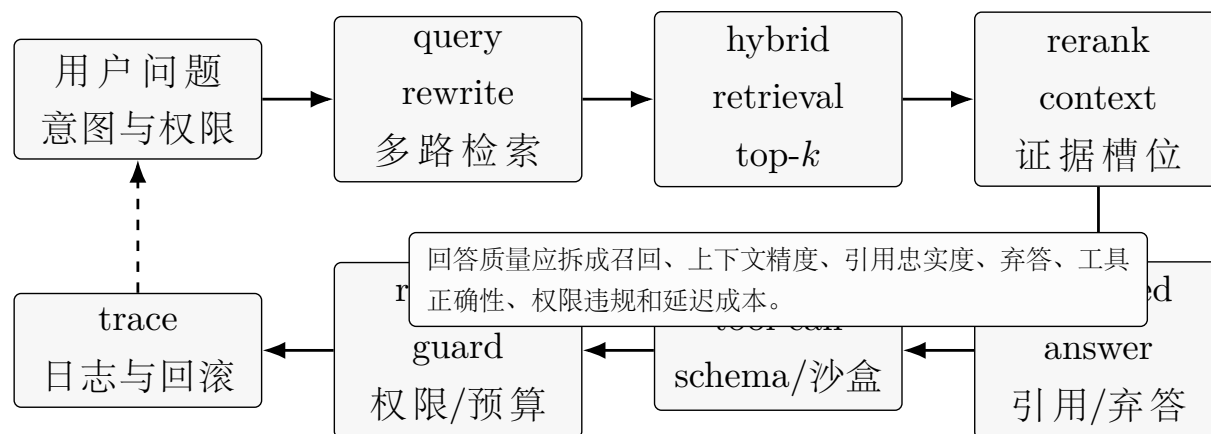 用户问题
意图与权限
query
rewrite
多路检索
hybrid
retrieval
top-k
rerank
context
证据槽位
回答质量应拆成召回、上下文精度、引用忠实度、弃答、工具
正确性、权限违规和延迟成本。
trace
日志与回滚
guard
权限/预算
schema/沙盒
answer
引用/弃答